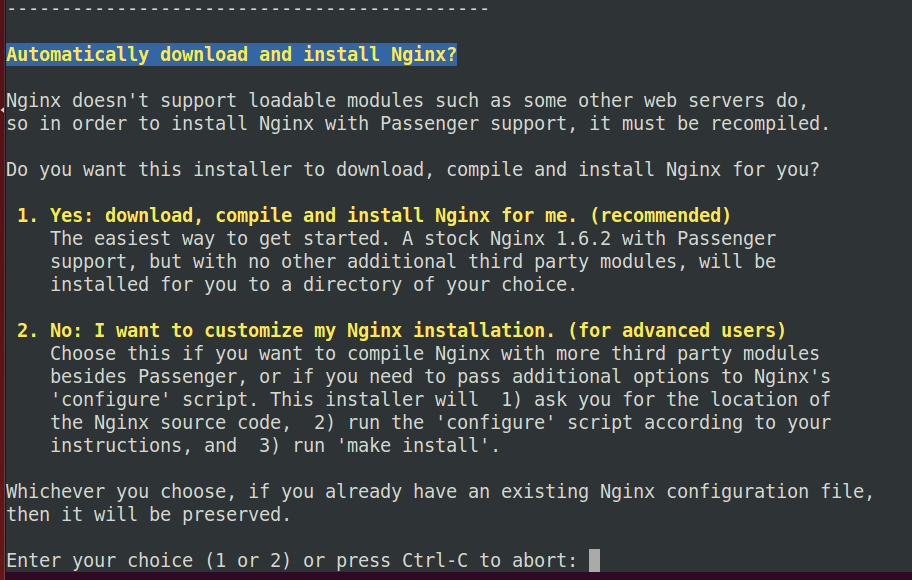 --------------------------------------------
Automatically download and install Nginx?
Nginx doesn't support loadable modules such as some other web servers do,
so in order to install Nginx with Passenger support, it must be recompiled.
Do you want this installer to download, compile and install Nginx for you?
1. Yes: download, compile and install Nginx for me. (recommended)
The easiest way to get started. A stock Nginx 1.6.2 with Passenger
support, but with no other additional third party modules, will be
installed for you to a directory of your choice.
2. No: I want to customize my Nginx installation. (for advanced users)
Choose this if you want to compile Nginx with more third party modules
besides Passenger, or if you need to pass additional options to Nginx's
'configure' script. This installer will  1) ask you for the location of
the Nginx source code,  2) run the 'configure' script according to your
instructions, and  3) run 'make install'.
Whichever you choose, if you already have an existing Nginx configuration file,
then it will be preserved.
Enter your choice (1 or 2) or press Ctrl-C to abort: